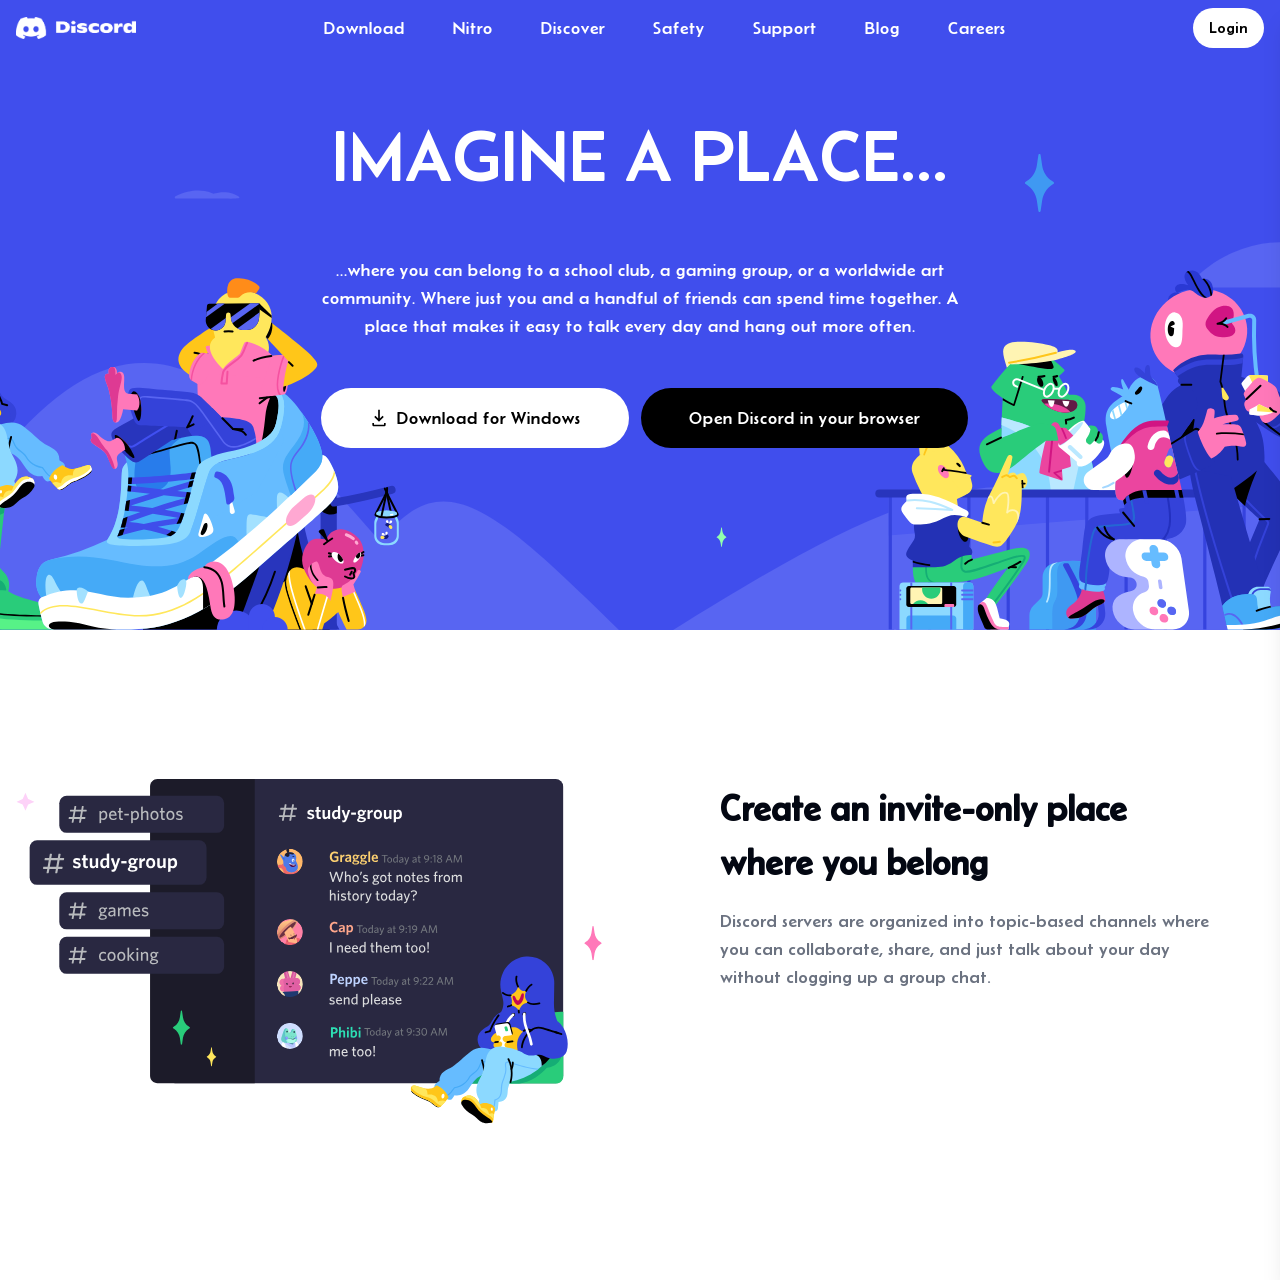 Discord
Download
Nitro
Discover
Safety
Support
Blog
Careers
Login
IMAGINE A PLACE...
...where you can belong to a school club, a gaming group, or a worldwide art
community. Where just you and a handful of friends can spend time together. A
place that makes it easy to talk every day and hang out more often.
Download for Windows
Open Discord in your browser
# pet-photos
# study-group
# games
# cooking
# study-group
Graggle Today at 9:18 AM
Who's got notes from
history today?
Cap Today at 9:19 AM
I need them too!
Peppe Today at 9:22 AM
send please
Phibi Today at 9:30 AM
me too!
Create an invite-only place
where you belong
Discord servers are organized into topic-based channels where
you can collaborate, share, and just talk about your day
without clogging up a group chat.